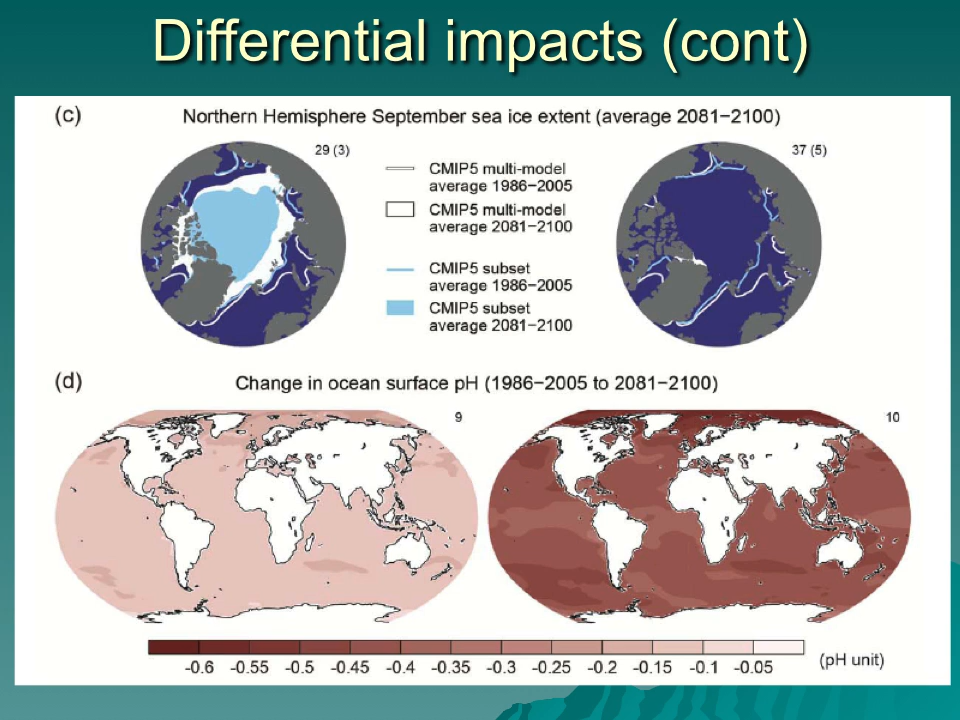 Differential impacts (cont)
(c)
Northern Hemisphere September sea ice extent (average 2081−2100)
29 (3)
37 (5)
CMIP5 multi-model
average 1986−2005
CMIP5 multi-model
average 2081−2100
CMIP5 subset
average 1986−2005
CMIP5 subset
average 2081−2100
(d)
Change in ocean surface pH (1986−2005 to 2081−2100)
9
10
-0.6 -0.55 -0.5 -0.45 -0.4 -0.35 -0.3 -0.25 -0.2 -0.15 -0.1 -0.05
(pH unit)